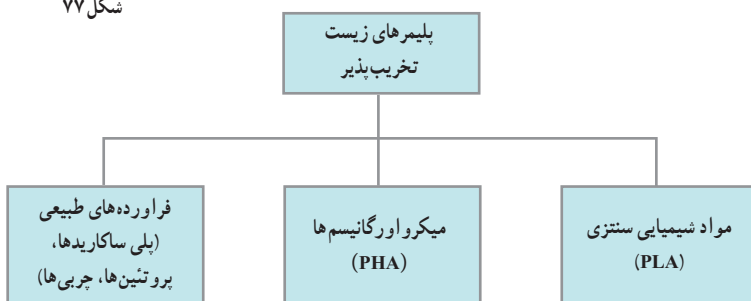 شکل ۷۷
پلیمرهای زیست
تخریب‌پذیر
مواد شیمیایی سنتزی
(PLA)
میکرواورگانیسم‌ها
(PHA)
فراورده‌های طبیعی
(پلی ساکاریدها،
پروتئین‌ها، چربی‌ها)